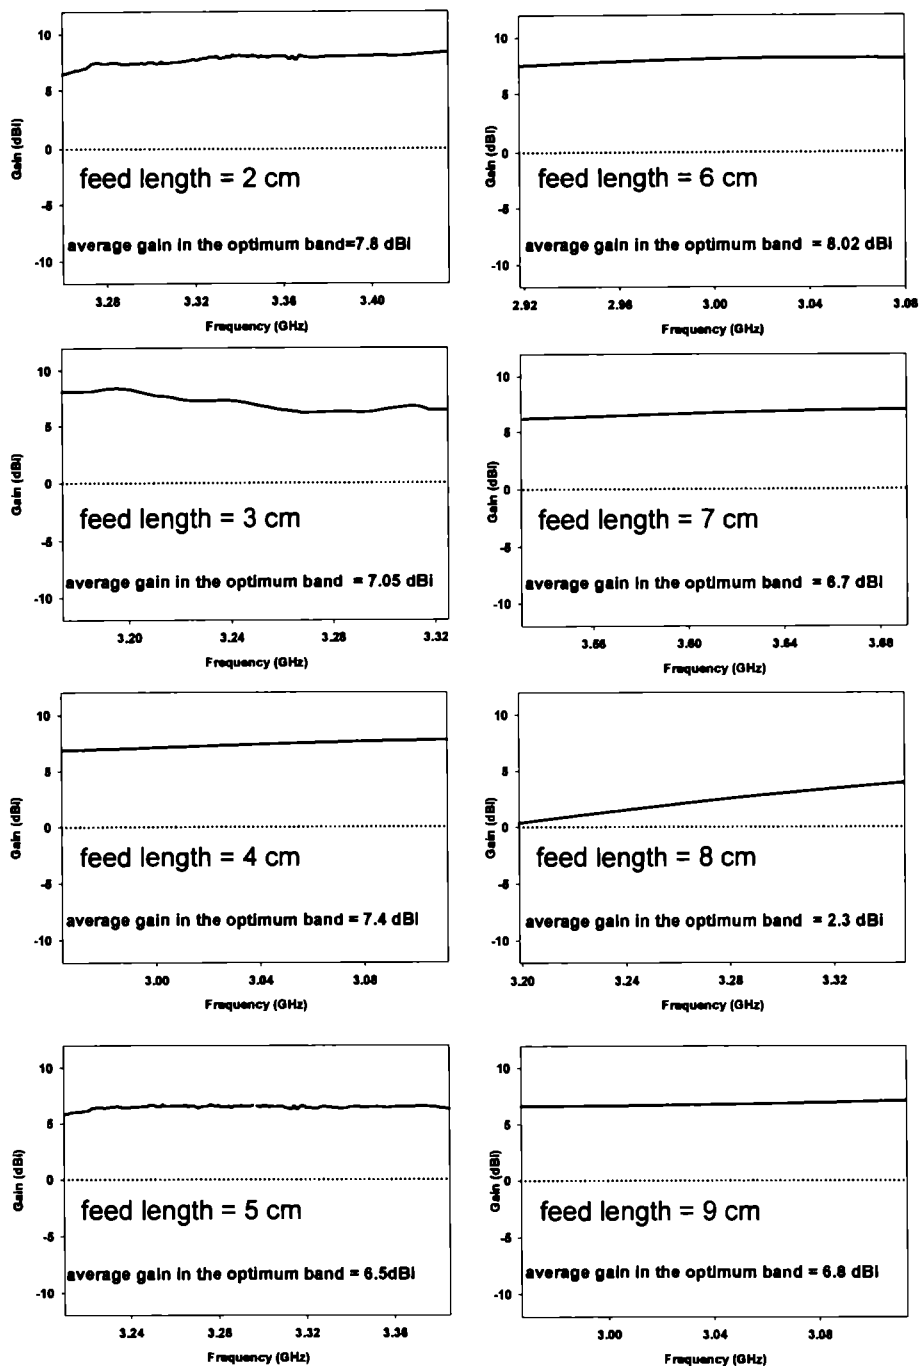 10
5
0
-5
-10
Gain (dBi)
feed length = 2 cm
average gain in the optimum band=7.8 dBi
3.28 3.32 3.36 3.40
Frequency (GHz)
10
5
0
-5
-10
Gain (dBi)
feed length = 6 cm
average gain in the optimum band = 8.02 dBi
2.92 2.96 3.00 3.04 3.08
Frequency (GHz)
10
5
0
-5
-10
Gain (dBi)
feed length = 3 cm
average gain in the optimum band = 7.05 dBi
3.20 3.24 3.28 3.32
Frequency (GHz)
10
5
0
-5
-10
Gain (dBi)
feed length = 7 cm
average gain in the optimum band = 6.7 dBi
3.56 3.60 3.64 3.68
Frequency (GHz)
10
5
0
-5
-10
Gain (dBi)
feed length = 4 cm
average gain in the optimum band = 7.4 dBi
3.00 3.04 3.08
Frequency (GHz)
10
5
0
-5
-10
Gain (dBi)
feed length = 8 cm
average gain in the optimum band = 2.3 dBi
3.20 3.24 3.28 3.32
Frequency (GHz)
10
5
0
-5
-10
Gain (dBi)
feed length = 5 cm
average gain in the optimum band = 6.5dBi
3.24 3.28 3.32 3.36
Frequency (GHz)
10
5
0
-5
-10
Gain (dBi)
feed length = 9 cm
average gain in the optimum band = 6.8 dBi
3.00 3.04 3.08
Frequency (GHz)